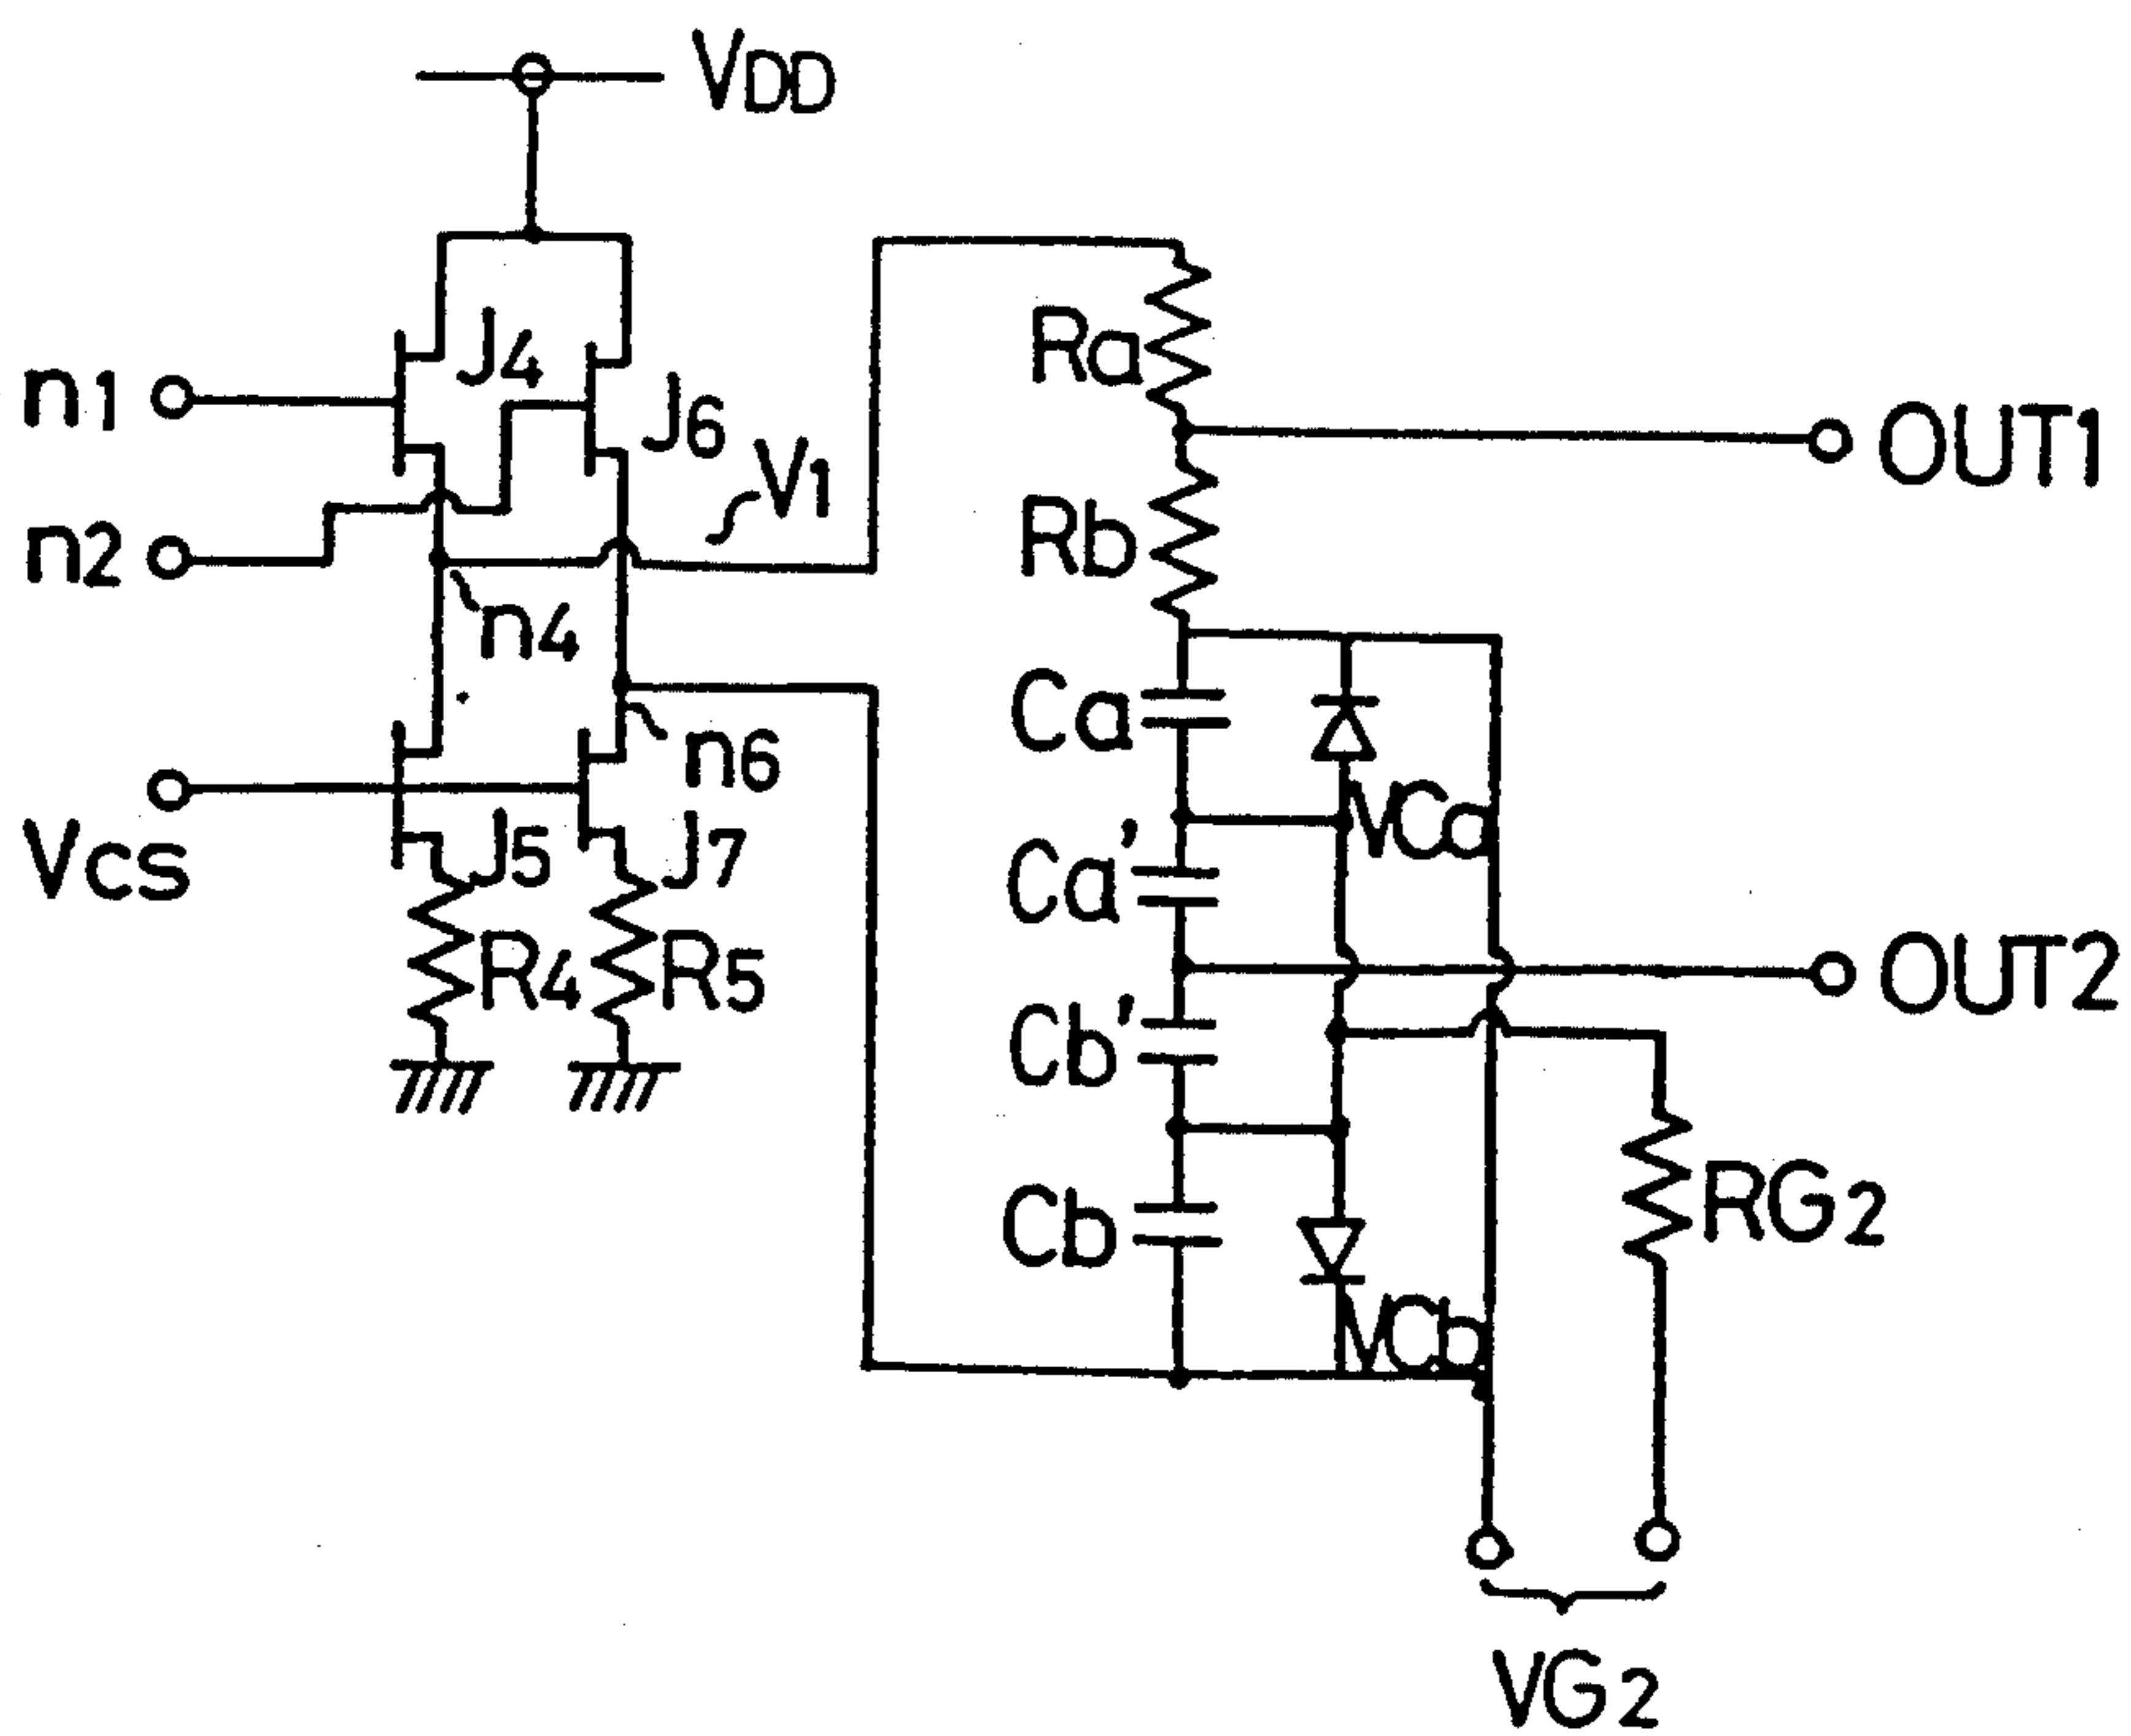 VDD
n1
J4
J6
V1
Ra
OUT1
n2
Rb
n4
Ca
n6
VCa
VCS
J5
J7
Ca'
R4
R5
OUT2
Cb'
Cb
RG2
VCb
VG2